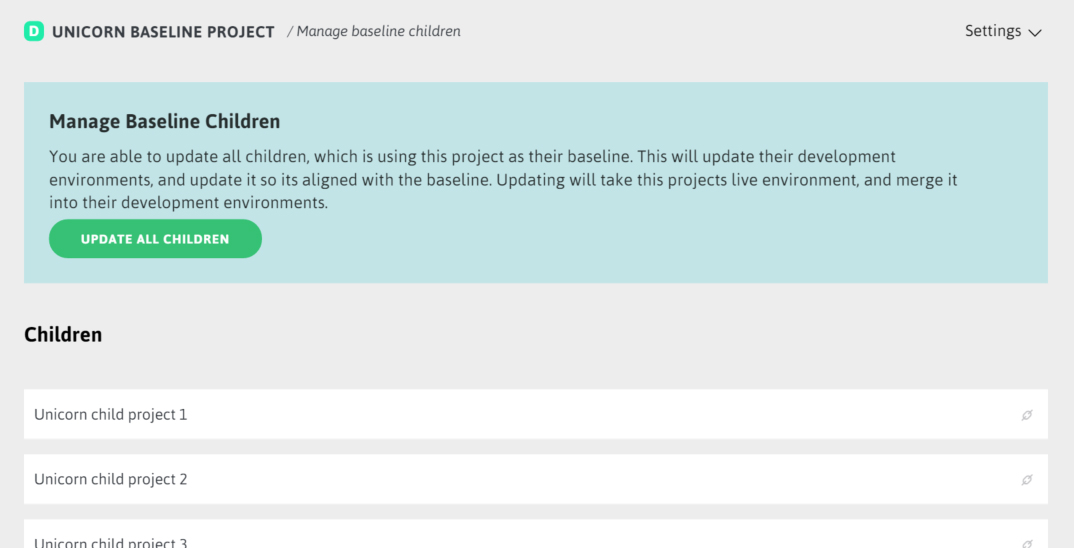 D UNICORN BASELINE PROJECT / Manage baseline children Settings
Manage Baseline Children
You are able to update all children, which is using this project as their baseline. This will update their development
environments, and update it so its aligned with the baseline. Updating will take this projects live environment, and merge it
into their development environments.
UPDATE ALL CHILDREN
Children
Unicorn child project 1
Unicorn child project 2
Unicorn child project 3